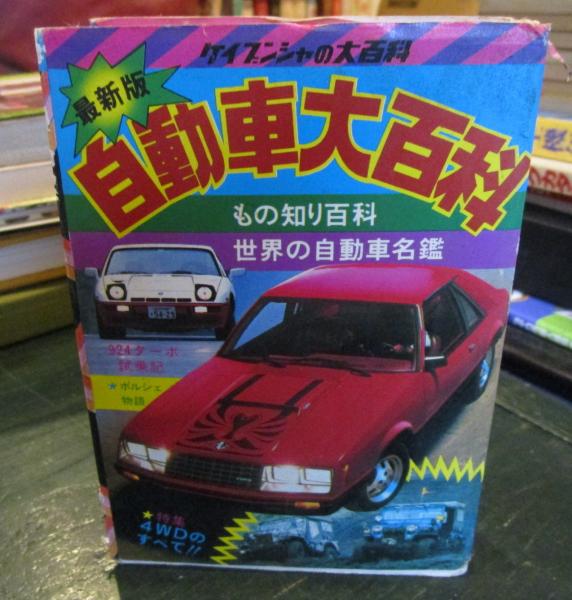 ケイブンシャの大百科
最新版
自動車大百科
もの知り百科
世界の自動車名鑑
924ターボ
試乗記
★ポルシェ
物語
★特集
4WDの
すべて!!